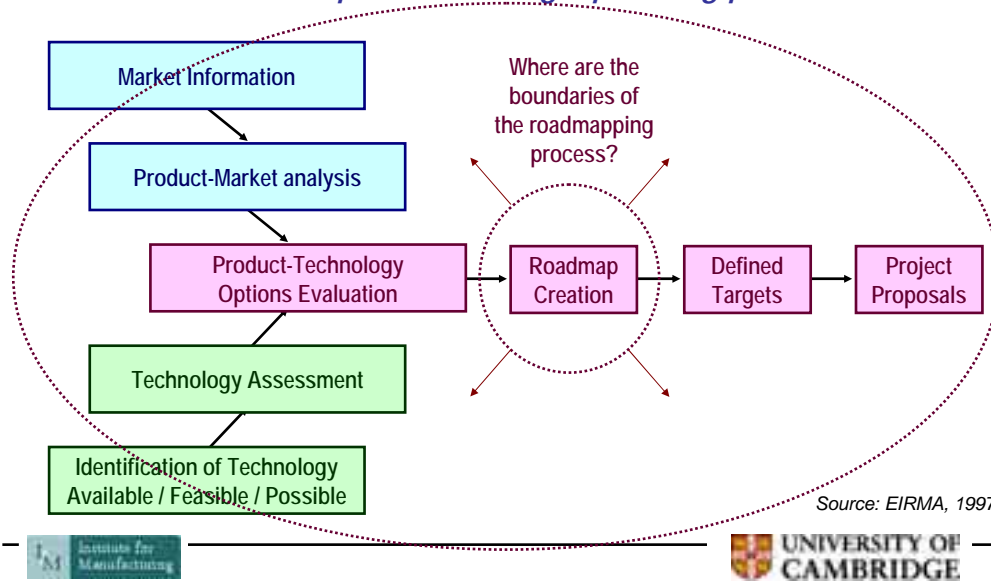 Market Information
Where are the
boundaries of
the roadmapping
process?
Product-Market analysis
Product-Technology
Options Evaluation
Roadmap
Creation
Defined
Targets
Project
Proposals
Technology Assessment
Identification of Technology
Available / Feasible / Possible
Source: EIRMA, 1997
IM
Institute for
Manufacturing
UNIVERSITY OF
CAMBRIDGE